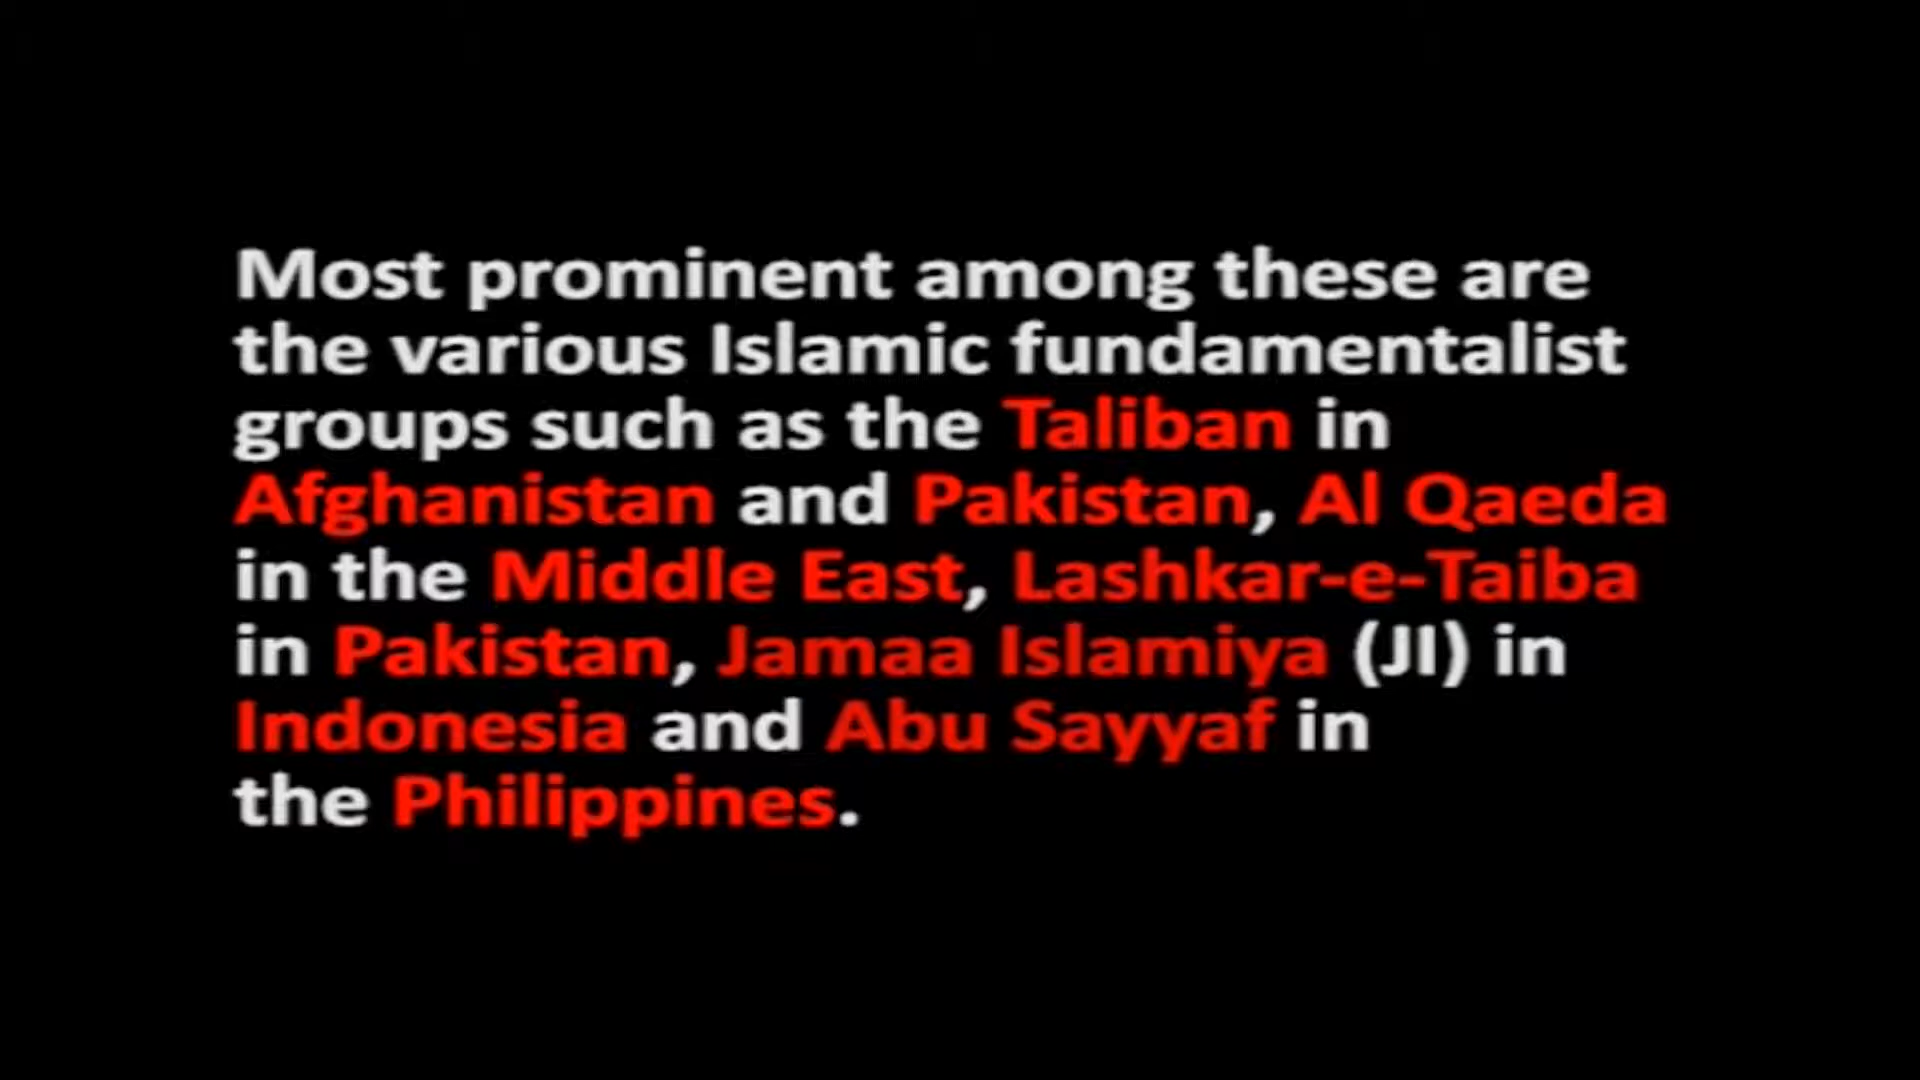 Most prominent among these are
the various Islamic fundamentalist
groups such as the Taliban in
Afghanistan and Pakistan, Al Qaeda
in the Middle East, Lashkar-e-Taiba
in Pakistan, Jamaa Islamiya (JI) in
Indonesia and Abu Sayyaf in
the Philippines.